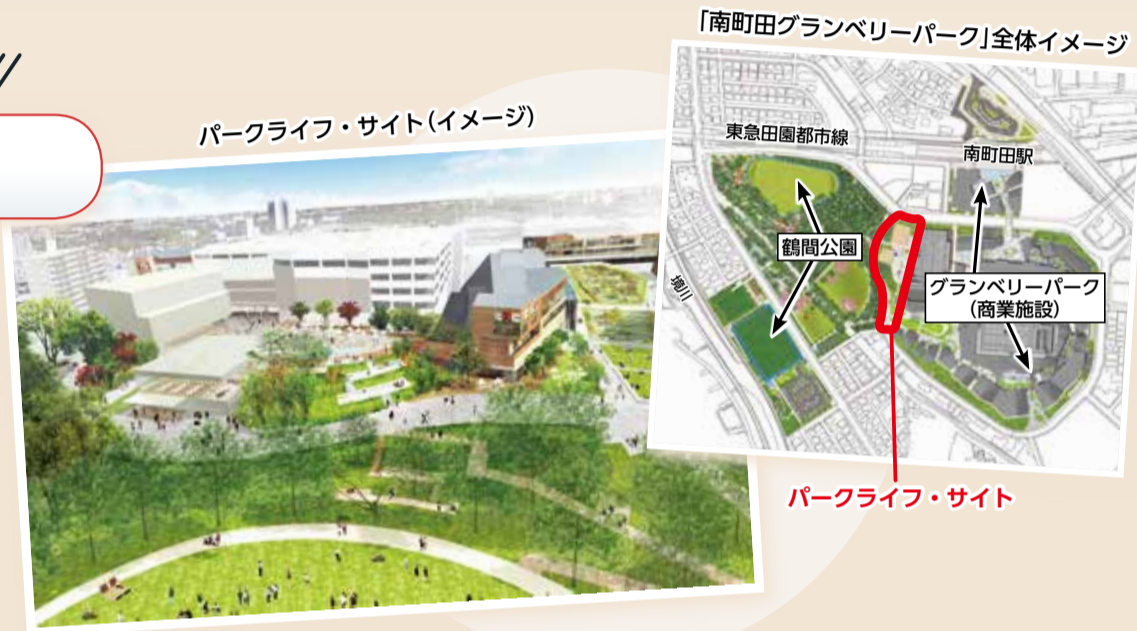 「南町田グランベリーパーク」全体イメージ
パークライフ・サイト(イメージ)
東急田園都市線
南町田駅
鶴間公園
境川
グランベリーパーク
(商業施設)
パークライフ・サイト